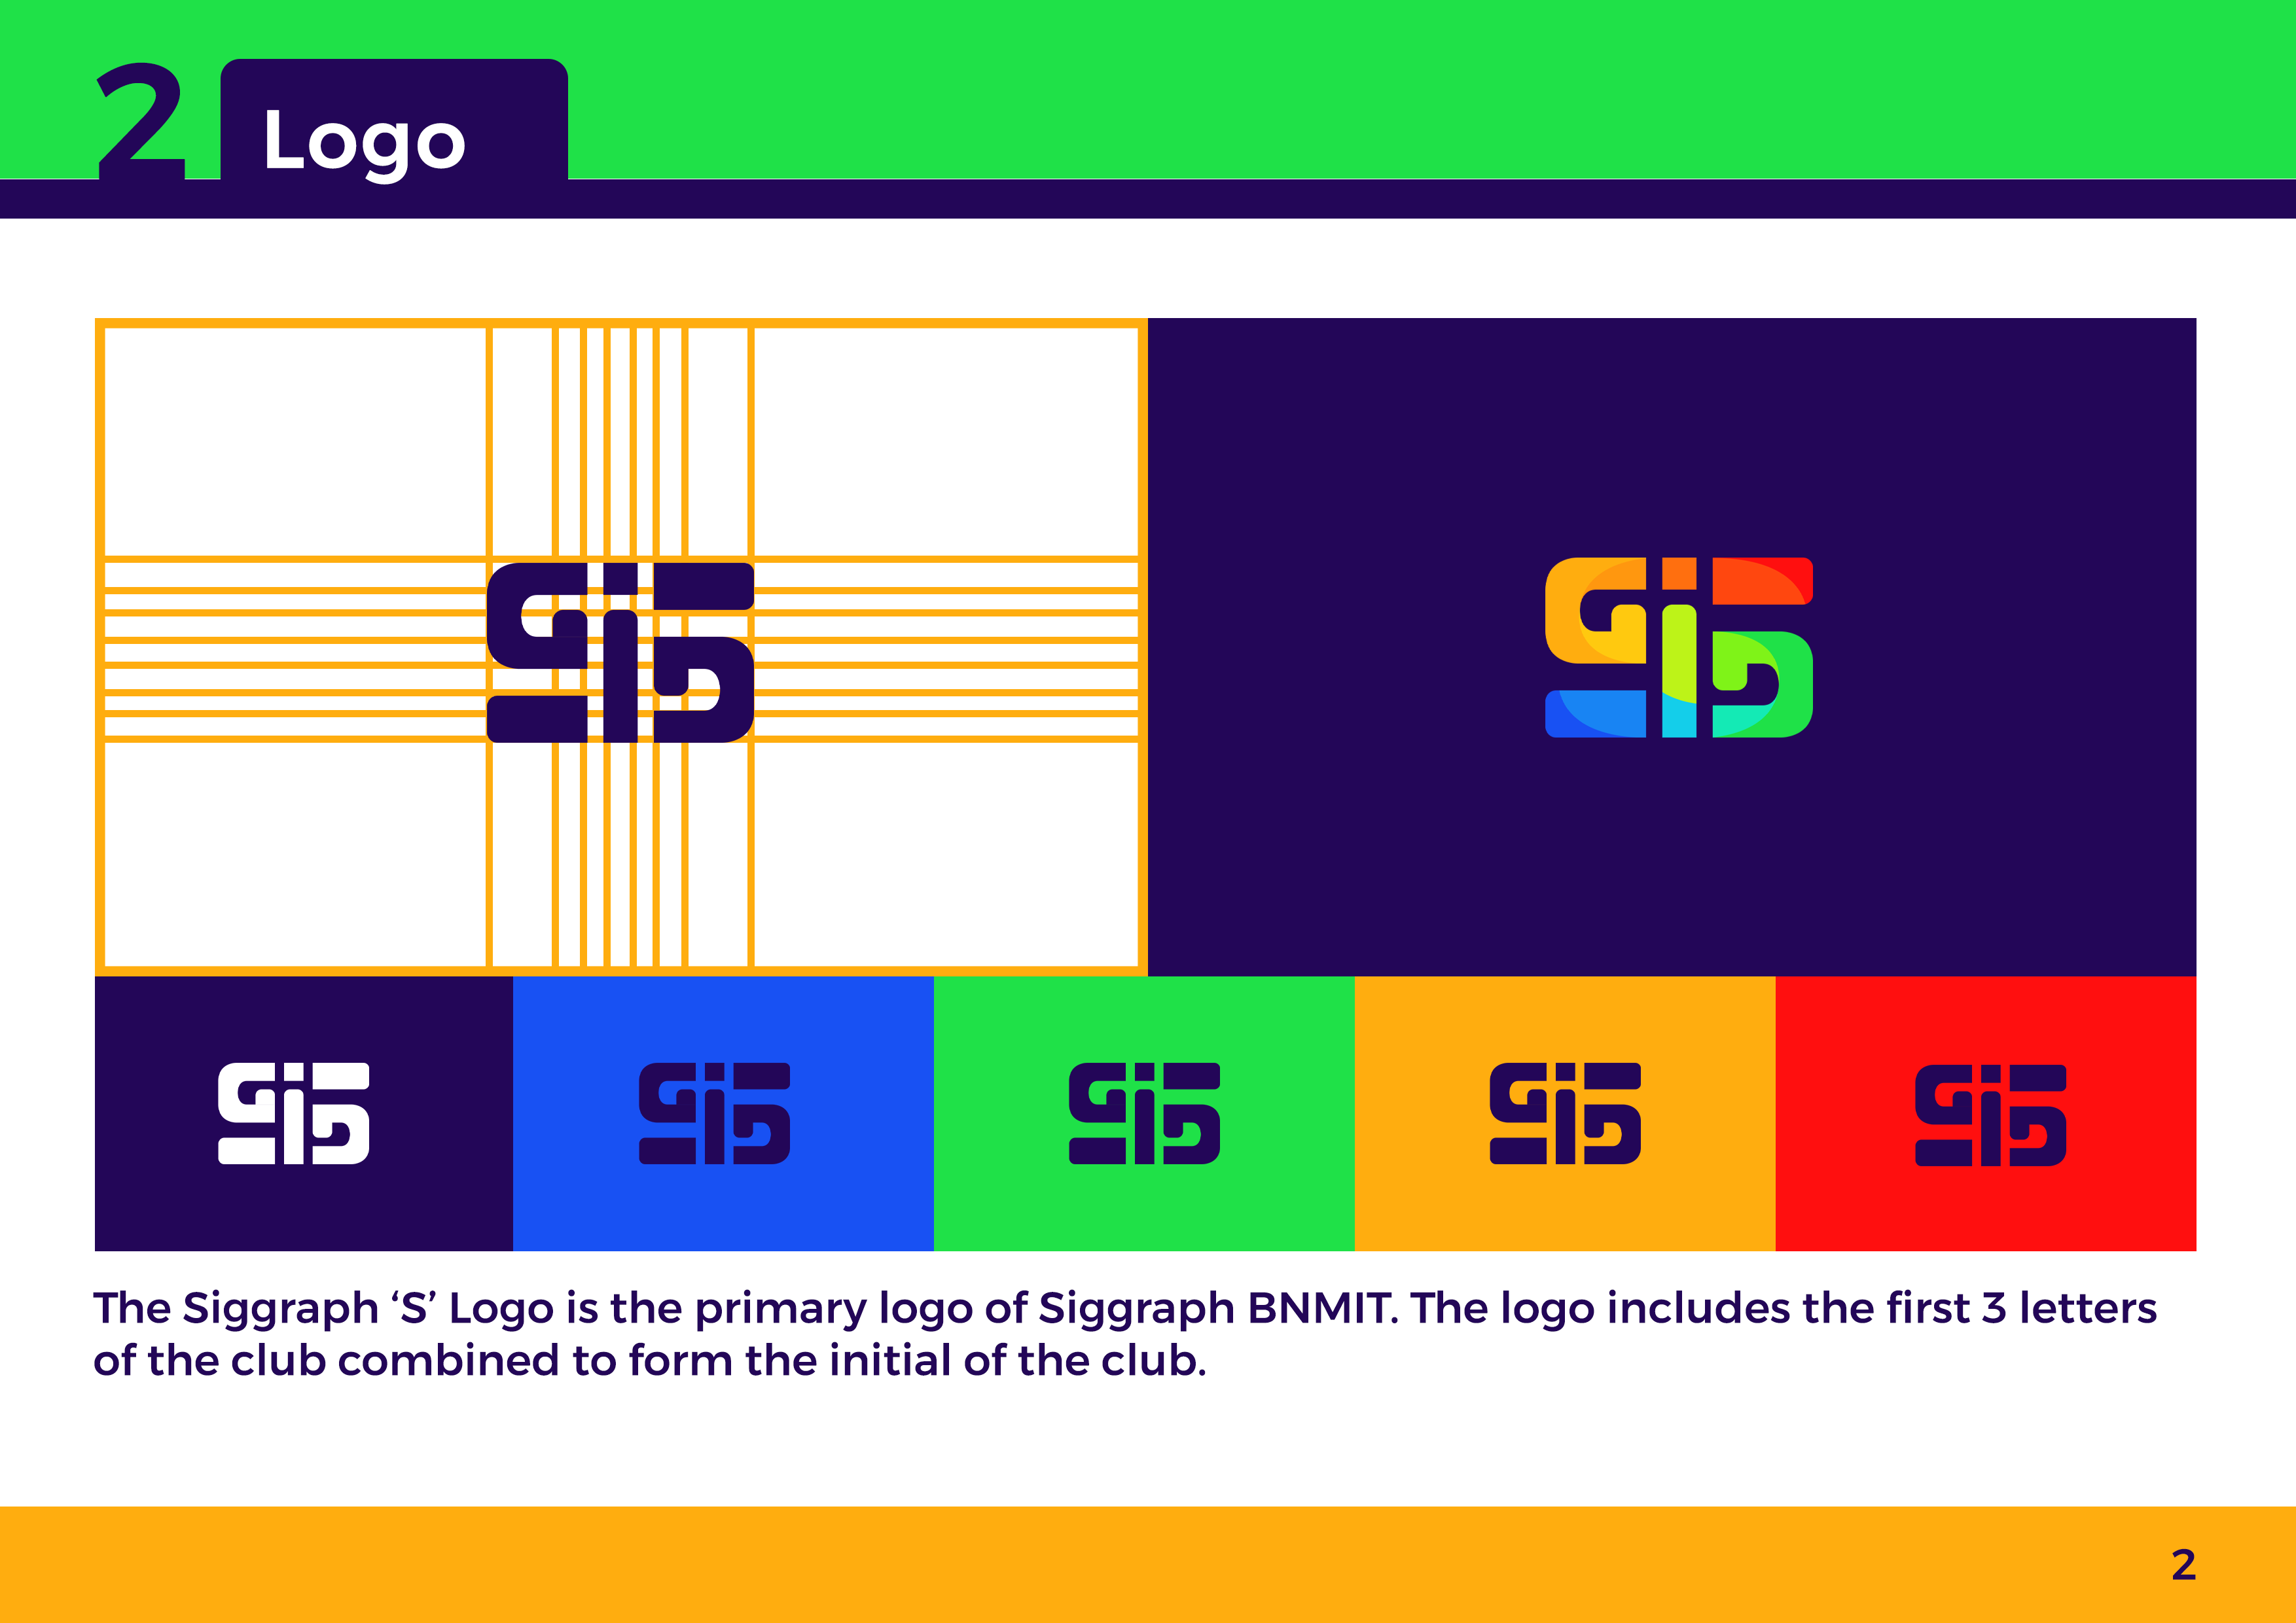 2
Logo
The Siggraph ‘S’ Logo is the primary logo of Siggraph BNMIT. The logo includes the first 3 letters
of the club combined to form the initial of the club.
2